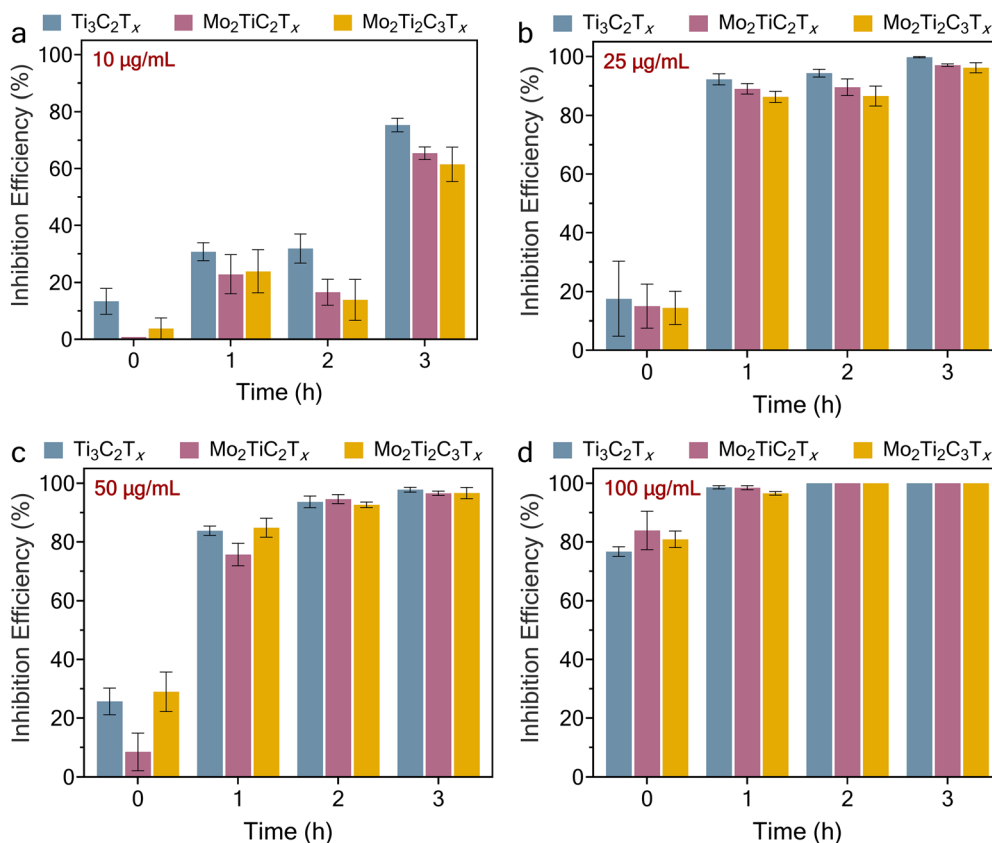 a
Ti₃C₂Tₓ Mo₂TiC₂Tₓ Mo₂Ti₂C₃Tₓ
10 µg/mL
Inhibition Efficiency (%)
100
80
60
40
20
0
0 1 2 3
Time (h)
b
Ti₃C₂Tₓ Mo₂TiC₂Tₓ Mo₂Ti₂C₃Tₓ
25 µg/mL
Inhibition Efficiency (%)
100
80
60
40
20
0
0 1 2 3
Time (h)
c
Ti₃C₂Tₓ Mo₂TiC₂Tₓ Mo₂Ti₂C₃Tₓ
50 µg/mL
Inhibition Efficiency (%)
100
80
60
40
20
0
0 1 2 3
Time (h)
d
Ti₃C₂Tₓ Mo₂TiC₂Tₓ Mo₂Ti₂C₃Tₓ
100 µg/mL
Inhibition Efficiency (%)
100
80
60
40
20
0
0 1 2 3
Time (h)